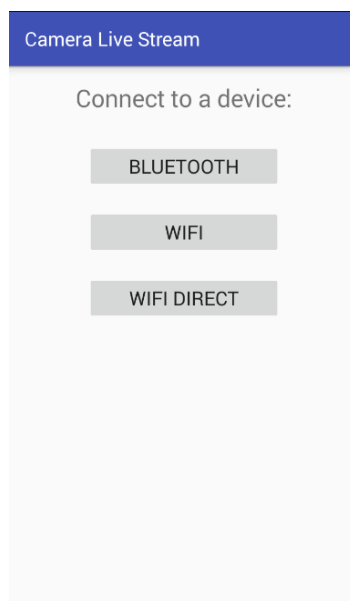 Camera Live Stream
Connect to a device:
BLUETOOTH
WIFI
WIFI DIRECT